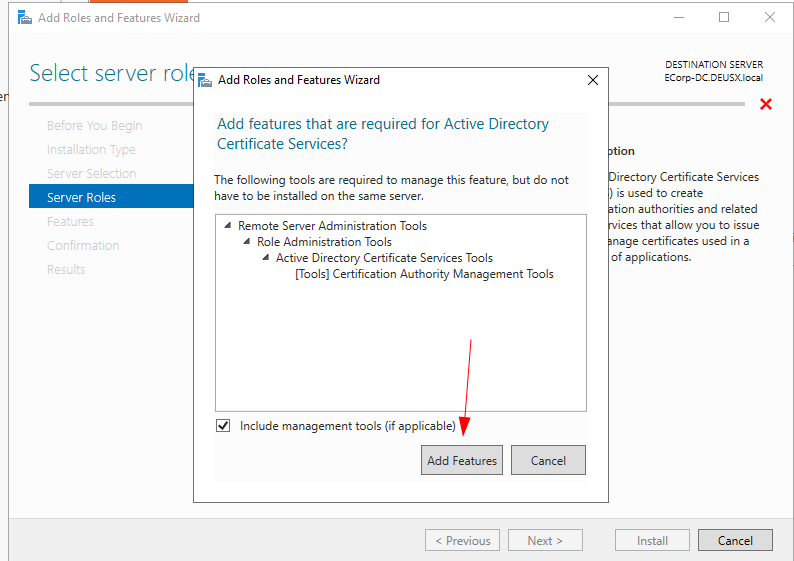 Add Roles and Features Wizard
Select server role
DESTINATION SERVER
ECorp-DC.DEUSX.local
Before You Begin
Installation Type
Server Selection
Server Roles
Features
Confirmation
Results
Add Roles and Features Wizard
Add features that are required for Active Directory
Certificate Services?
The following tools are required to manage this feature, but do not
have to be installed on the same server.
Remote Server Administration Tools
Role Administration Tools
Active Directory Certificate Services Tools
[Tools] Certification Authority Management Tools
Include management tools (if applicable)
Add Features
Cancel
ption
Directory Certificate Services
) is used to create
ation authorities and related
rvices that allow you to issue
anage certificates used in a
of applications.
< Previous
Next >
Install
Cancel